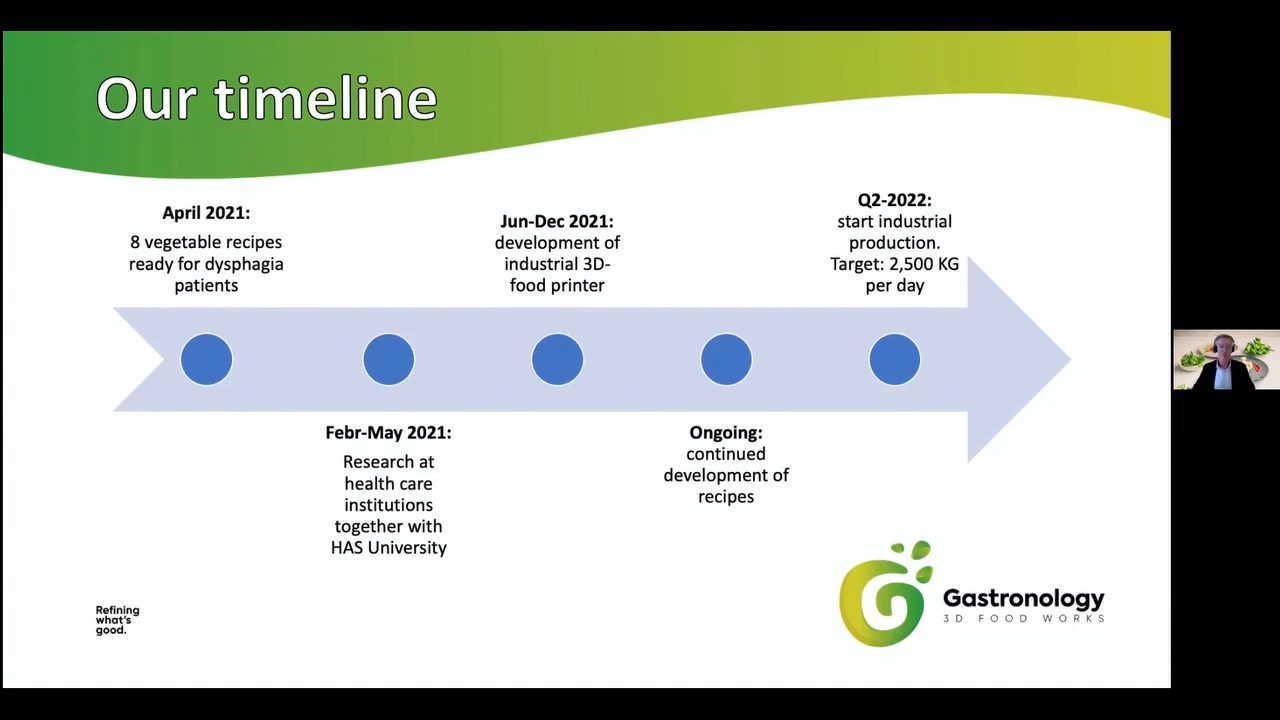 Our timeline
April 2021:
8 vegetable recipes
ready for dysphagia
patients
Febr-May 2021:
Research at
health care
institutions
together with
HAS University
Jun-Dec 2021:
development of
industrial 3D-
food printer
Ongoing:
continued
development of
recipes
Q2-2022:
start industrial
production.
Target: 2,500 KG
per day
Refining
what's
good.
Gastronology
3D FOOD WORKS